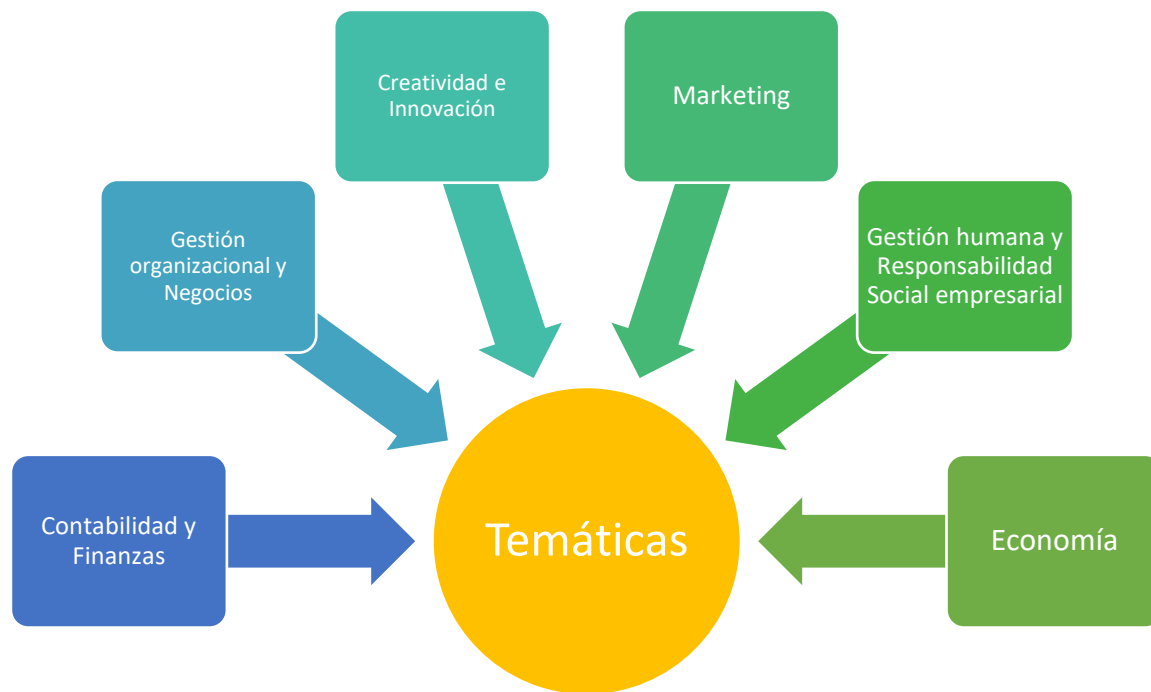 Creatividad e
Innovación
Marketing
Gestión
organizacional y
Negocios
Gestión humana y
Responsabilidad
Social empresarial
Contabilidad y
Finanzas
Temáticas
Economía